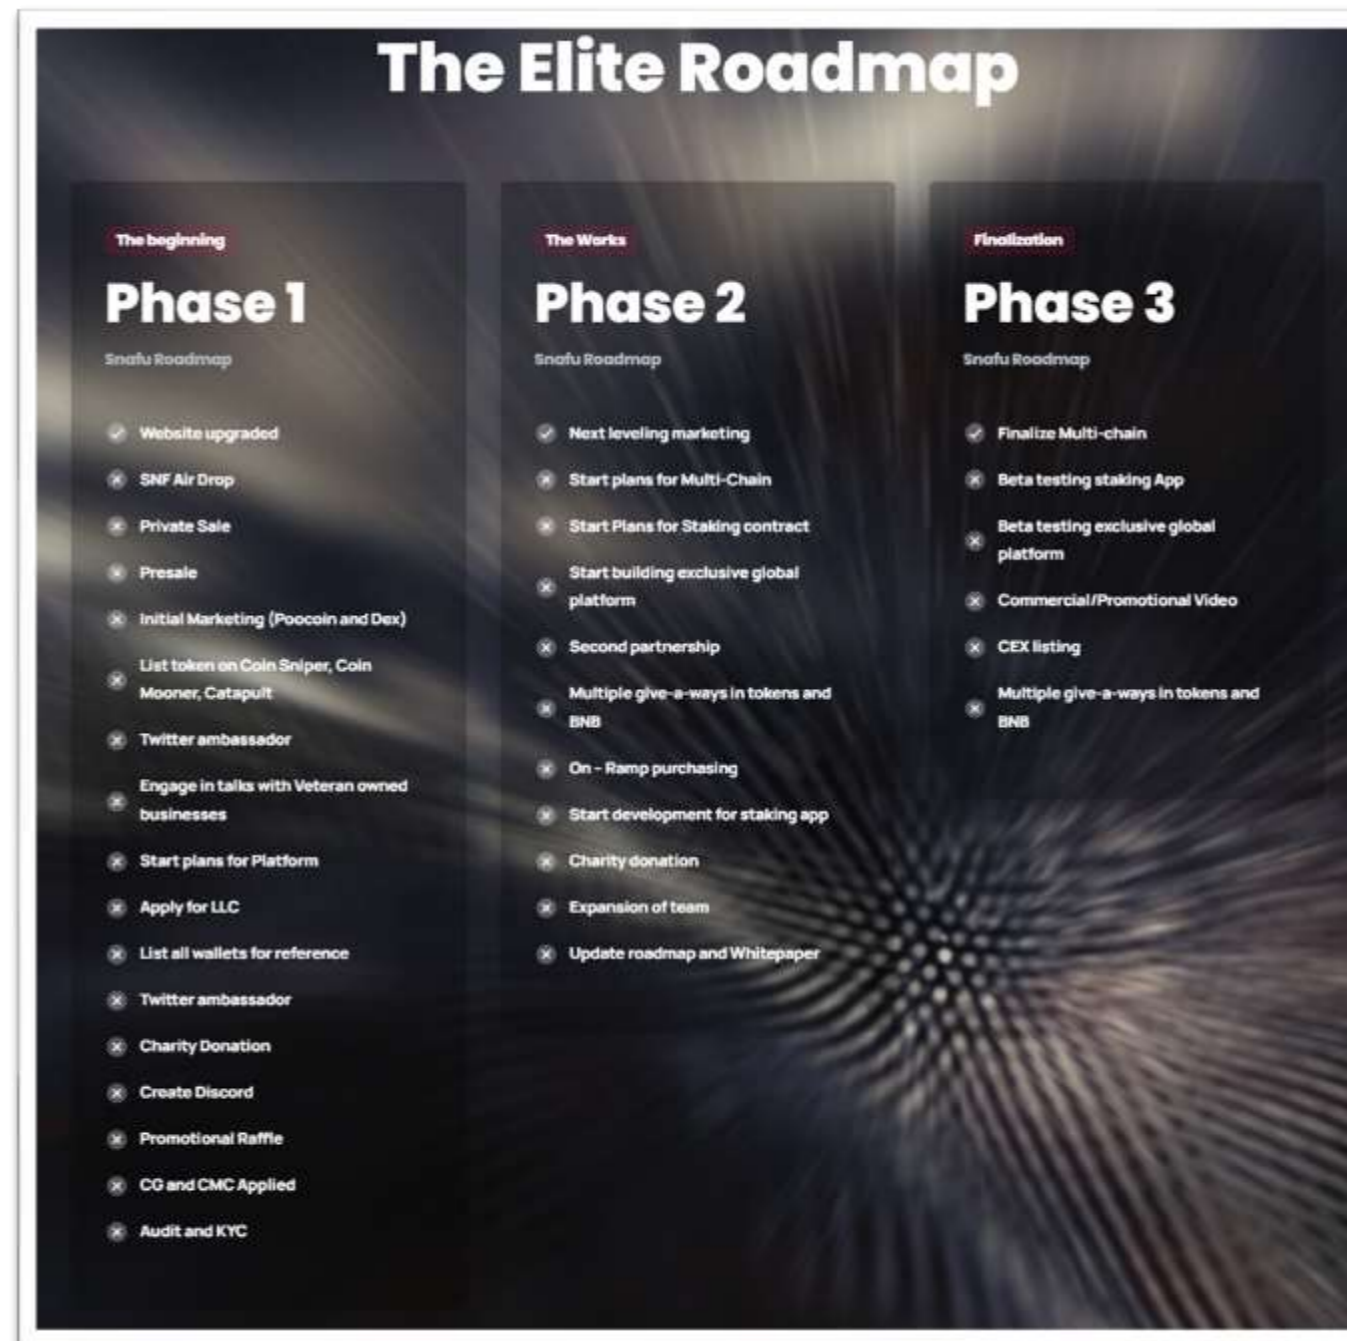 The Elite Roadmap
The beginning
Phase 1
Snafu Roadmap
Website upgraded
SNF Air Drop
Private Sale
Presale
Initial Marketing (Poocoin and Dex)
List token on Coin Sniper, Coin
Mooner, Catapult
Twitter ambassador
Engage in talks with Veteran owned
businesses
Start plans for Platform
Apply for LLC
List all wallets for reference
Twitter ambassador
Charity Donation
Create Discord
Promotional Raffle
CG and CMC Applied
Audit and KYC
The Works
Phase 2
Snafu Roadmap
Next leveling marketing
Start plans for Multi-Chain
Start Plans for Staking contract
Start building exclusive global
platform
Second partnership
Multiple give-a-ways in tokens and
BNB
On - Ramp purchasing
Start development for staking app
Charity donation
Expansion of team
Update roadmap and Whitepaper
Finalization
Phase 3
Snafu Roadmap
Finalize Multi-chain
Beta testing staking App
Beta testing exclusive global
platform
Commercial/Promotional Video
CEX listing
Multiple give-a-ways in tokens and
BNB